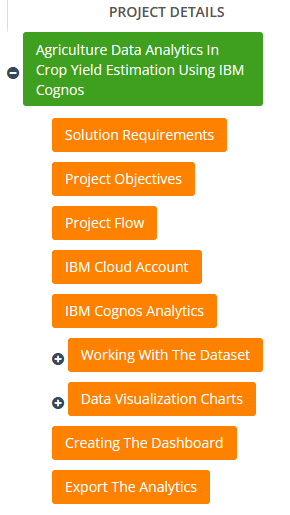 PROJECT DETAILS
Agriculture Data Analytics In
Crop Yield Estimation Using IBM
Cognos
Solution Requirements
Project Objectives
Project Flow
IBM Cloud Account
IBM Cognos Analytics
Working With The Dataset
Data Visualization Charts
Creating The Dashboard
Export The Analytics